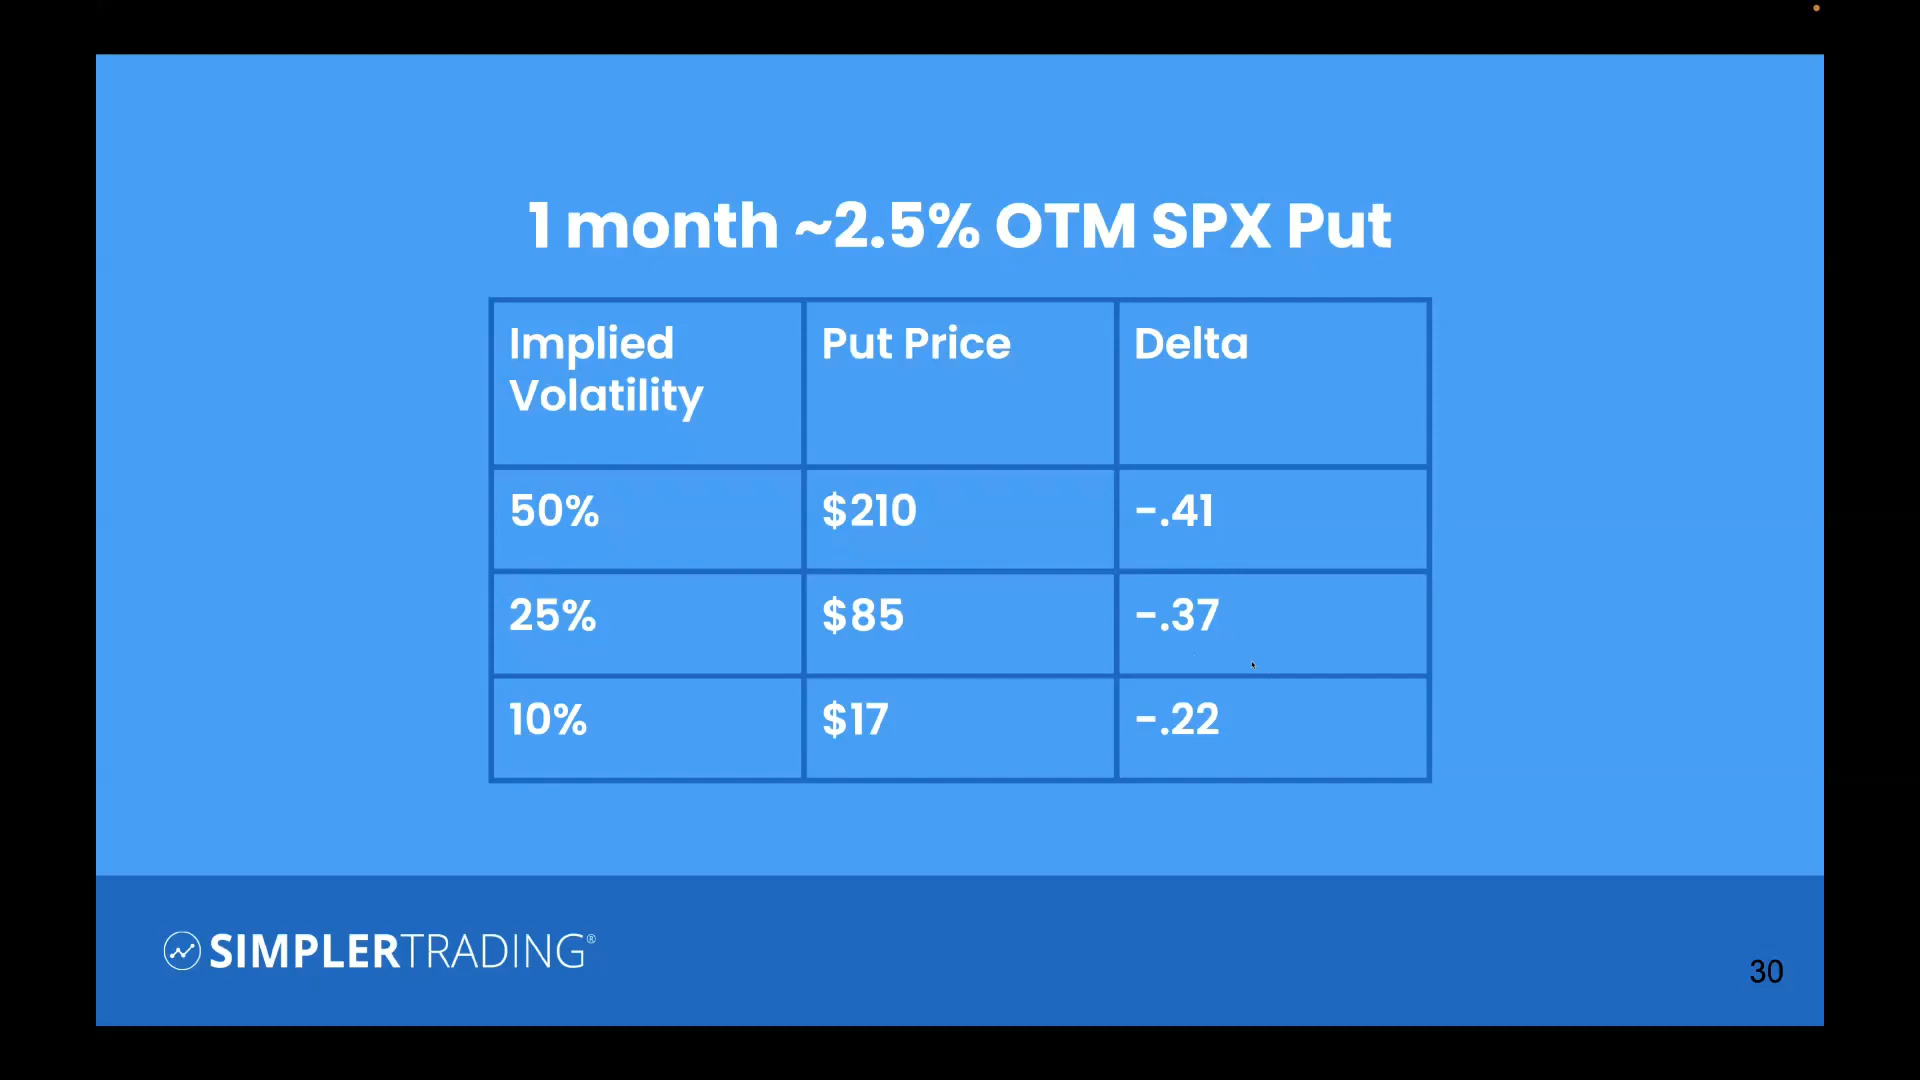 1 month ~2.5% OTM SPX Put
Implied
Volatility
Put Price
Delta
50%
$210
-.41
25%
$85
-.37
10%
$17
-.22
SIMPLERTRADING®
30